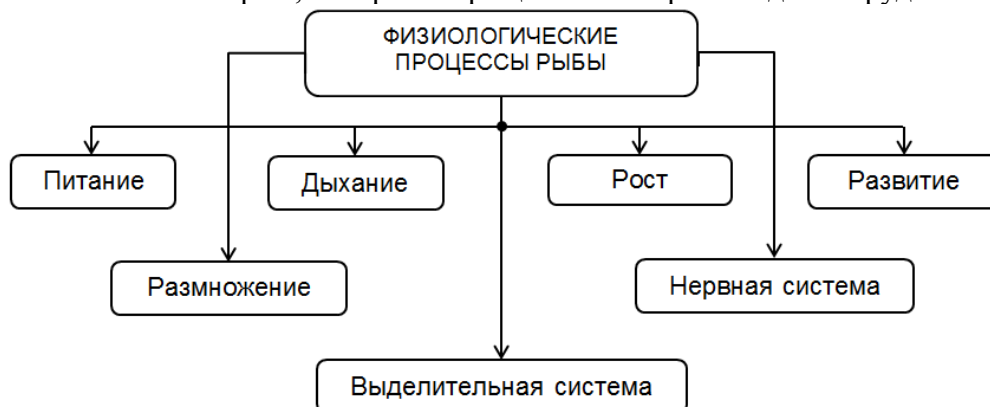 ФИЗИОЛОГИЧЕСКИЕ
ПРОЦЕССЫ РЫБЫ
Питание
Дыхание
Рост
Развитие
Размножение
Нервная система
Выделительная система